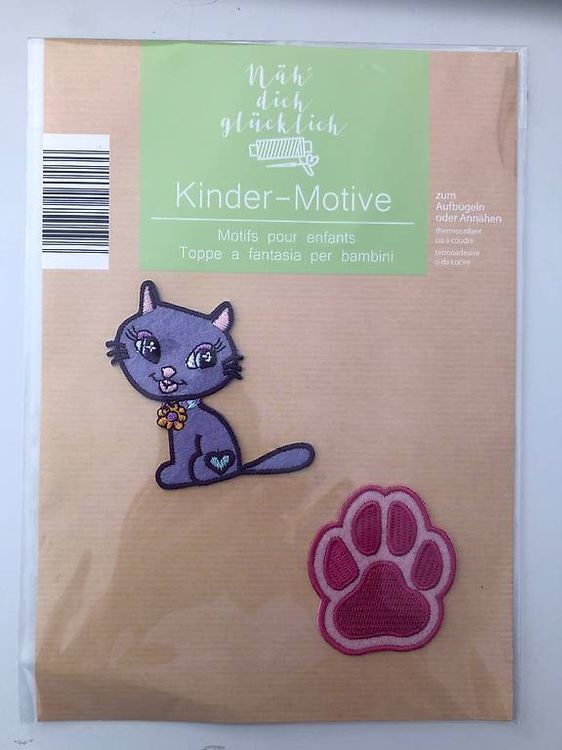 Näh'
dich
glücklich
Kinder-Motive
Motifs pour enfants
Toppe a fantasia per bambini
zum
Aufbügeln
oder Annähen
thermocollant
ou à coudre
termoadesive
o da cucire